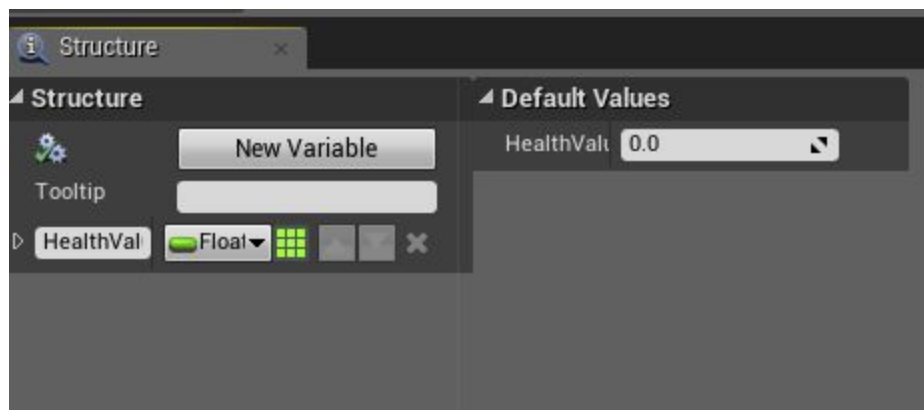 Structure
Structure
New Variable
Tooltip
HealthVal
Float
Default Values
HealthValu
0.0